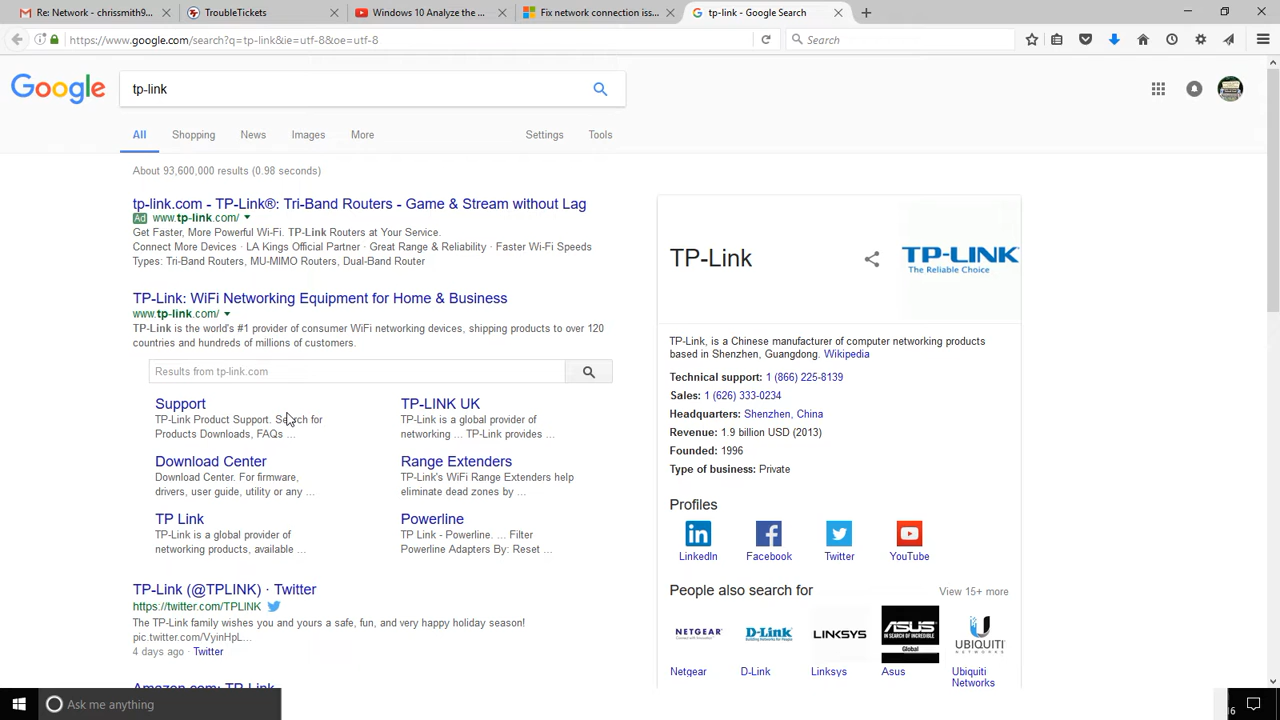 Re: Network - chrissmith9
TroubleTickets
Windows 10 Analyze the
Fix network connection iss
tp-link - Google Search
https://www.google.com/search?q=tp-link&ie=utf-8&oe=utf-8
Search
Google
tp-link
All
Shopping
News
Images
More
Settings
Tools
About 93,600,000 results (0.98 seconds)
tp-link.com - TP-Link®: Tri-Band Routers - Game & Stream without Lag
Ad www.tp-link.com/
Get Faster, More Powerful Wi-Fi. TP-Link Routers at Your Service.
Connect More Devices · LA Kings Official Partner · Great Range & Reliability · Faster Wi-Fi Speeds
Types: Tri-Band Routers, MU-MIMO Routers, Dual-Band Router
TP-Link: WiFi Networking Equipment for Home & Business
www.tp-link.com/
TP-Link is the world's #1 provider of consumer WiFi networking devices, shipping products to over 120
countries and hundreds of millions of customers.
Results from tp-link.com
Support
TP-Link Product Support. Search for
Products Downloads, FAQs ...
TP-LINK UK
TP-Link is a global provider of
networking ... TP-Link provides ...
Download Center
Download Center. For firmware,
drivers, user guide, utility or any ...
Range Extenders
TP-Link's WiFi Range Extenders help
eliminate dead zones by ...
TP Link
TP-Link is a global provider of
networking products, available ...
Powerline
TP Link - Powerline. ... Filter
Powerline Adapters By: Reset ...
TP-Link (@TPLINK) · Twitter
https://twitter.com/TPLINK
The TP-Link family wishes you and yours a safe, fun, and very happy holiday season!
pic.twitter.com/VyinHpL...
4 days ago · Twitter
Amazon.com: TP-Link
TP-Link
TP-LINK
The Reliable Choice
TP-Link, is a Chinese manufacturer of computer networking products
based in Shenzhen, Guangdong. Wikipedia
Technical support: 1 (866) 225-8139
Sales: 1 (626) 333-0234
Headquarters: Shenzhen, China
Revenue: 1.9 billion USD (2013)
Founded: 1996
Type of business: Private
Profiles
LinkedIn
Facebook
Twitter
YouTube
People also search for
View 15+ more
NETGEAR
D-Link
LINKSYS
ASUS
IN SEARCH OF INCREDIBLE
Global
UBIQUITI
NETWORKS
Netgear
D-Link
Linksys
Asus
Ubiquiti
Networks
Ask me anything
16